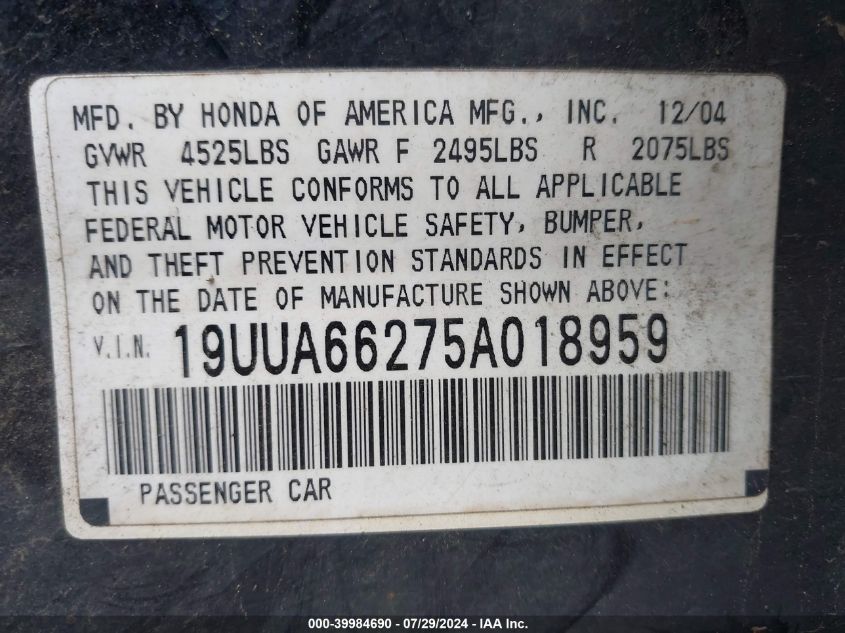 MFD. BY HONDA OF AMERICA MFG., INC. 12/04
GVWR 4525LBS GAWR F 2495LBS R 2075LBS
THIS VEHICLE CONFORMS TO ALL APPLICABLE
FEDERAL MOTOR VEHICLE SAFETY, BUMPER,
AND THEFT PREVENTION STANDARDS IN EFFECT
ON THE DATE OF MANUFACTURE SHOWN ABOVE:
V.I.N. 19UUA66275A018959
PASSENGER CAR
000-39984690 - 07/29/2024 - IAA Inc.